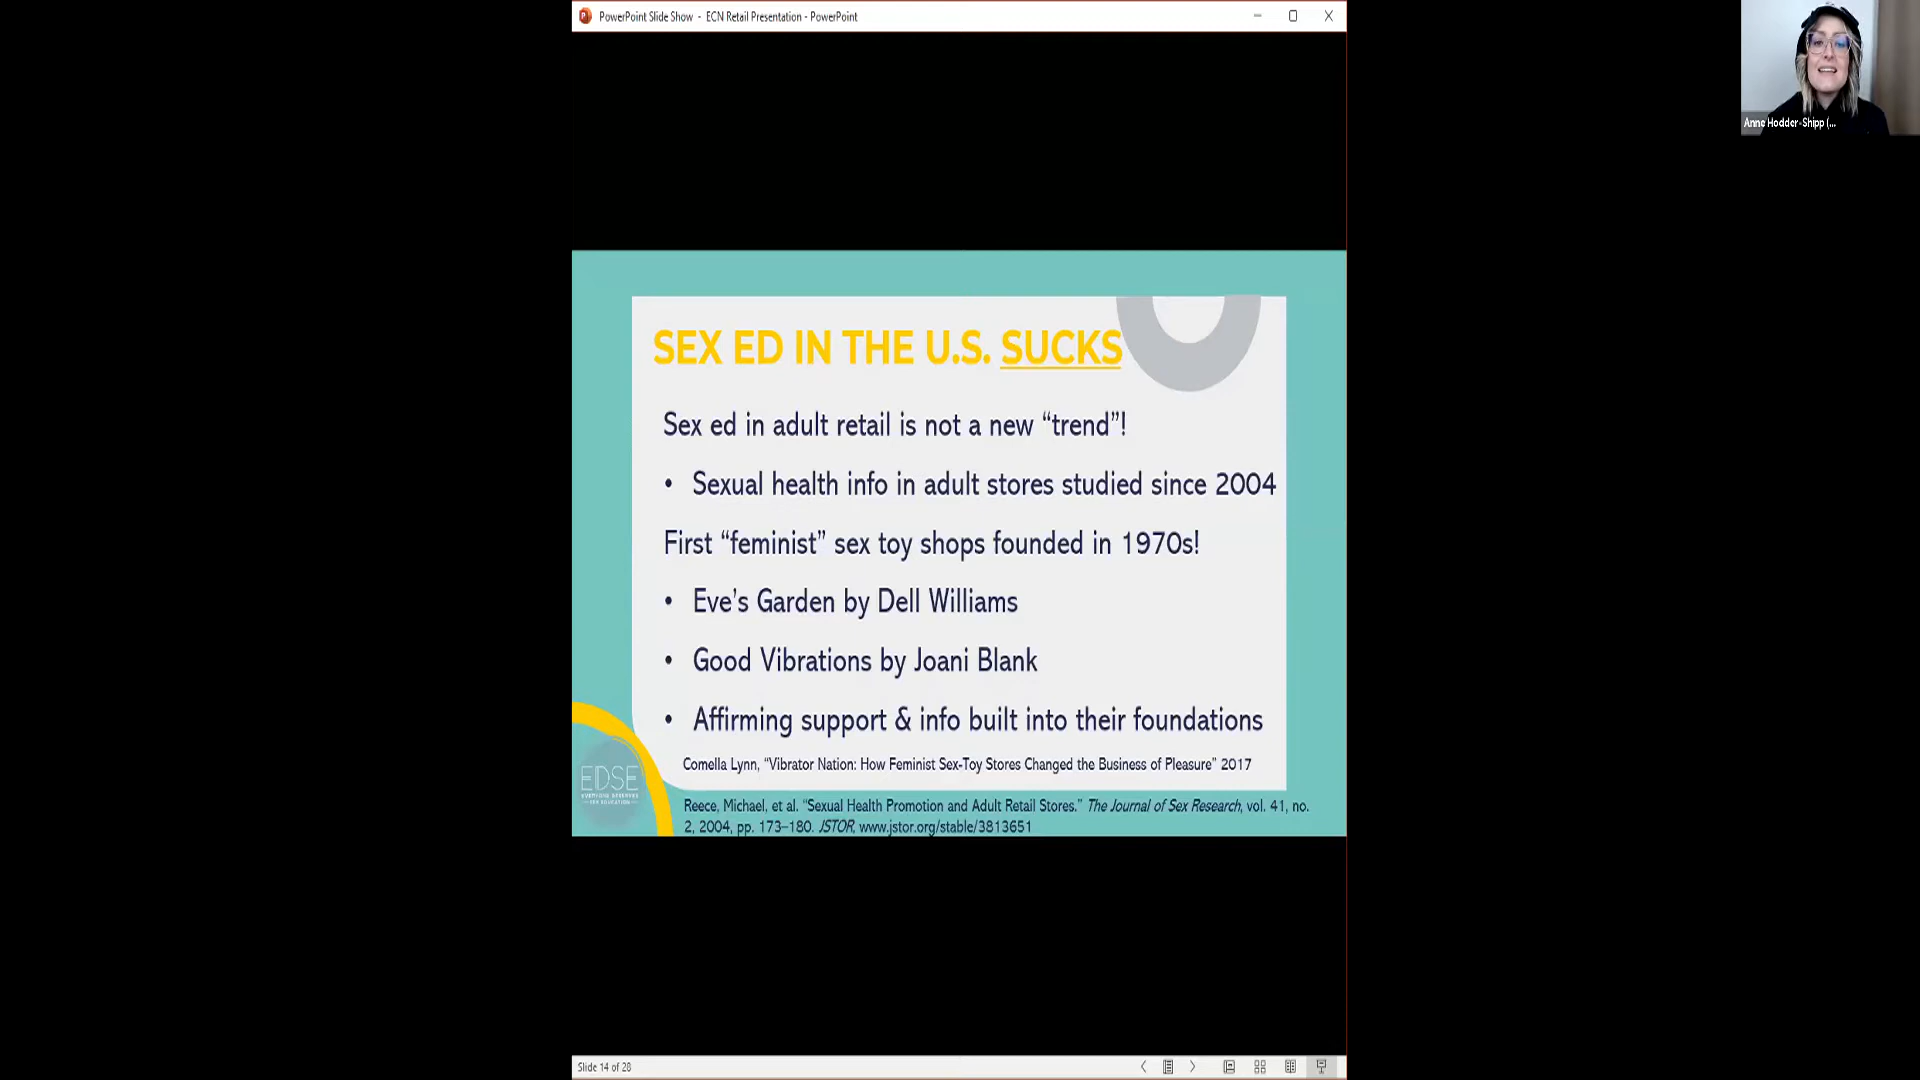 PowerPoint Slide Show - ECN Retail Presentation - PowerPoint
Anne Hodder-Shipp (...
SEX ED IN THE U.S. SUCKS
Sex ed in adult retail is not a new “trend”!
• Sexual health info in adult stores studied since 2004
First “feminist” sex toy shops founded in 1970s!
• Eve’s Garden by Dell Williams
• Good Vibrations by Joani Blank
• Affirming support & info built into their foundations
Comella Lynn, “Vibrator Nation: How Feminist Sex-Toy Stores Changed the Business of Pleasure” 2017
EDSE
EVERYONE DESERVES
SEX EDUCATION
Reece, Michael, et al. “Sexual Health Promotion and Adult Retail Stores.” The Journal of Sex Research, vol. 41, no.
2, 2004, pp. 173–180. JSTOR, www.jstor.org/stable/3813651
Slide 14 of 28